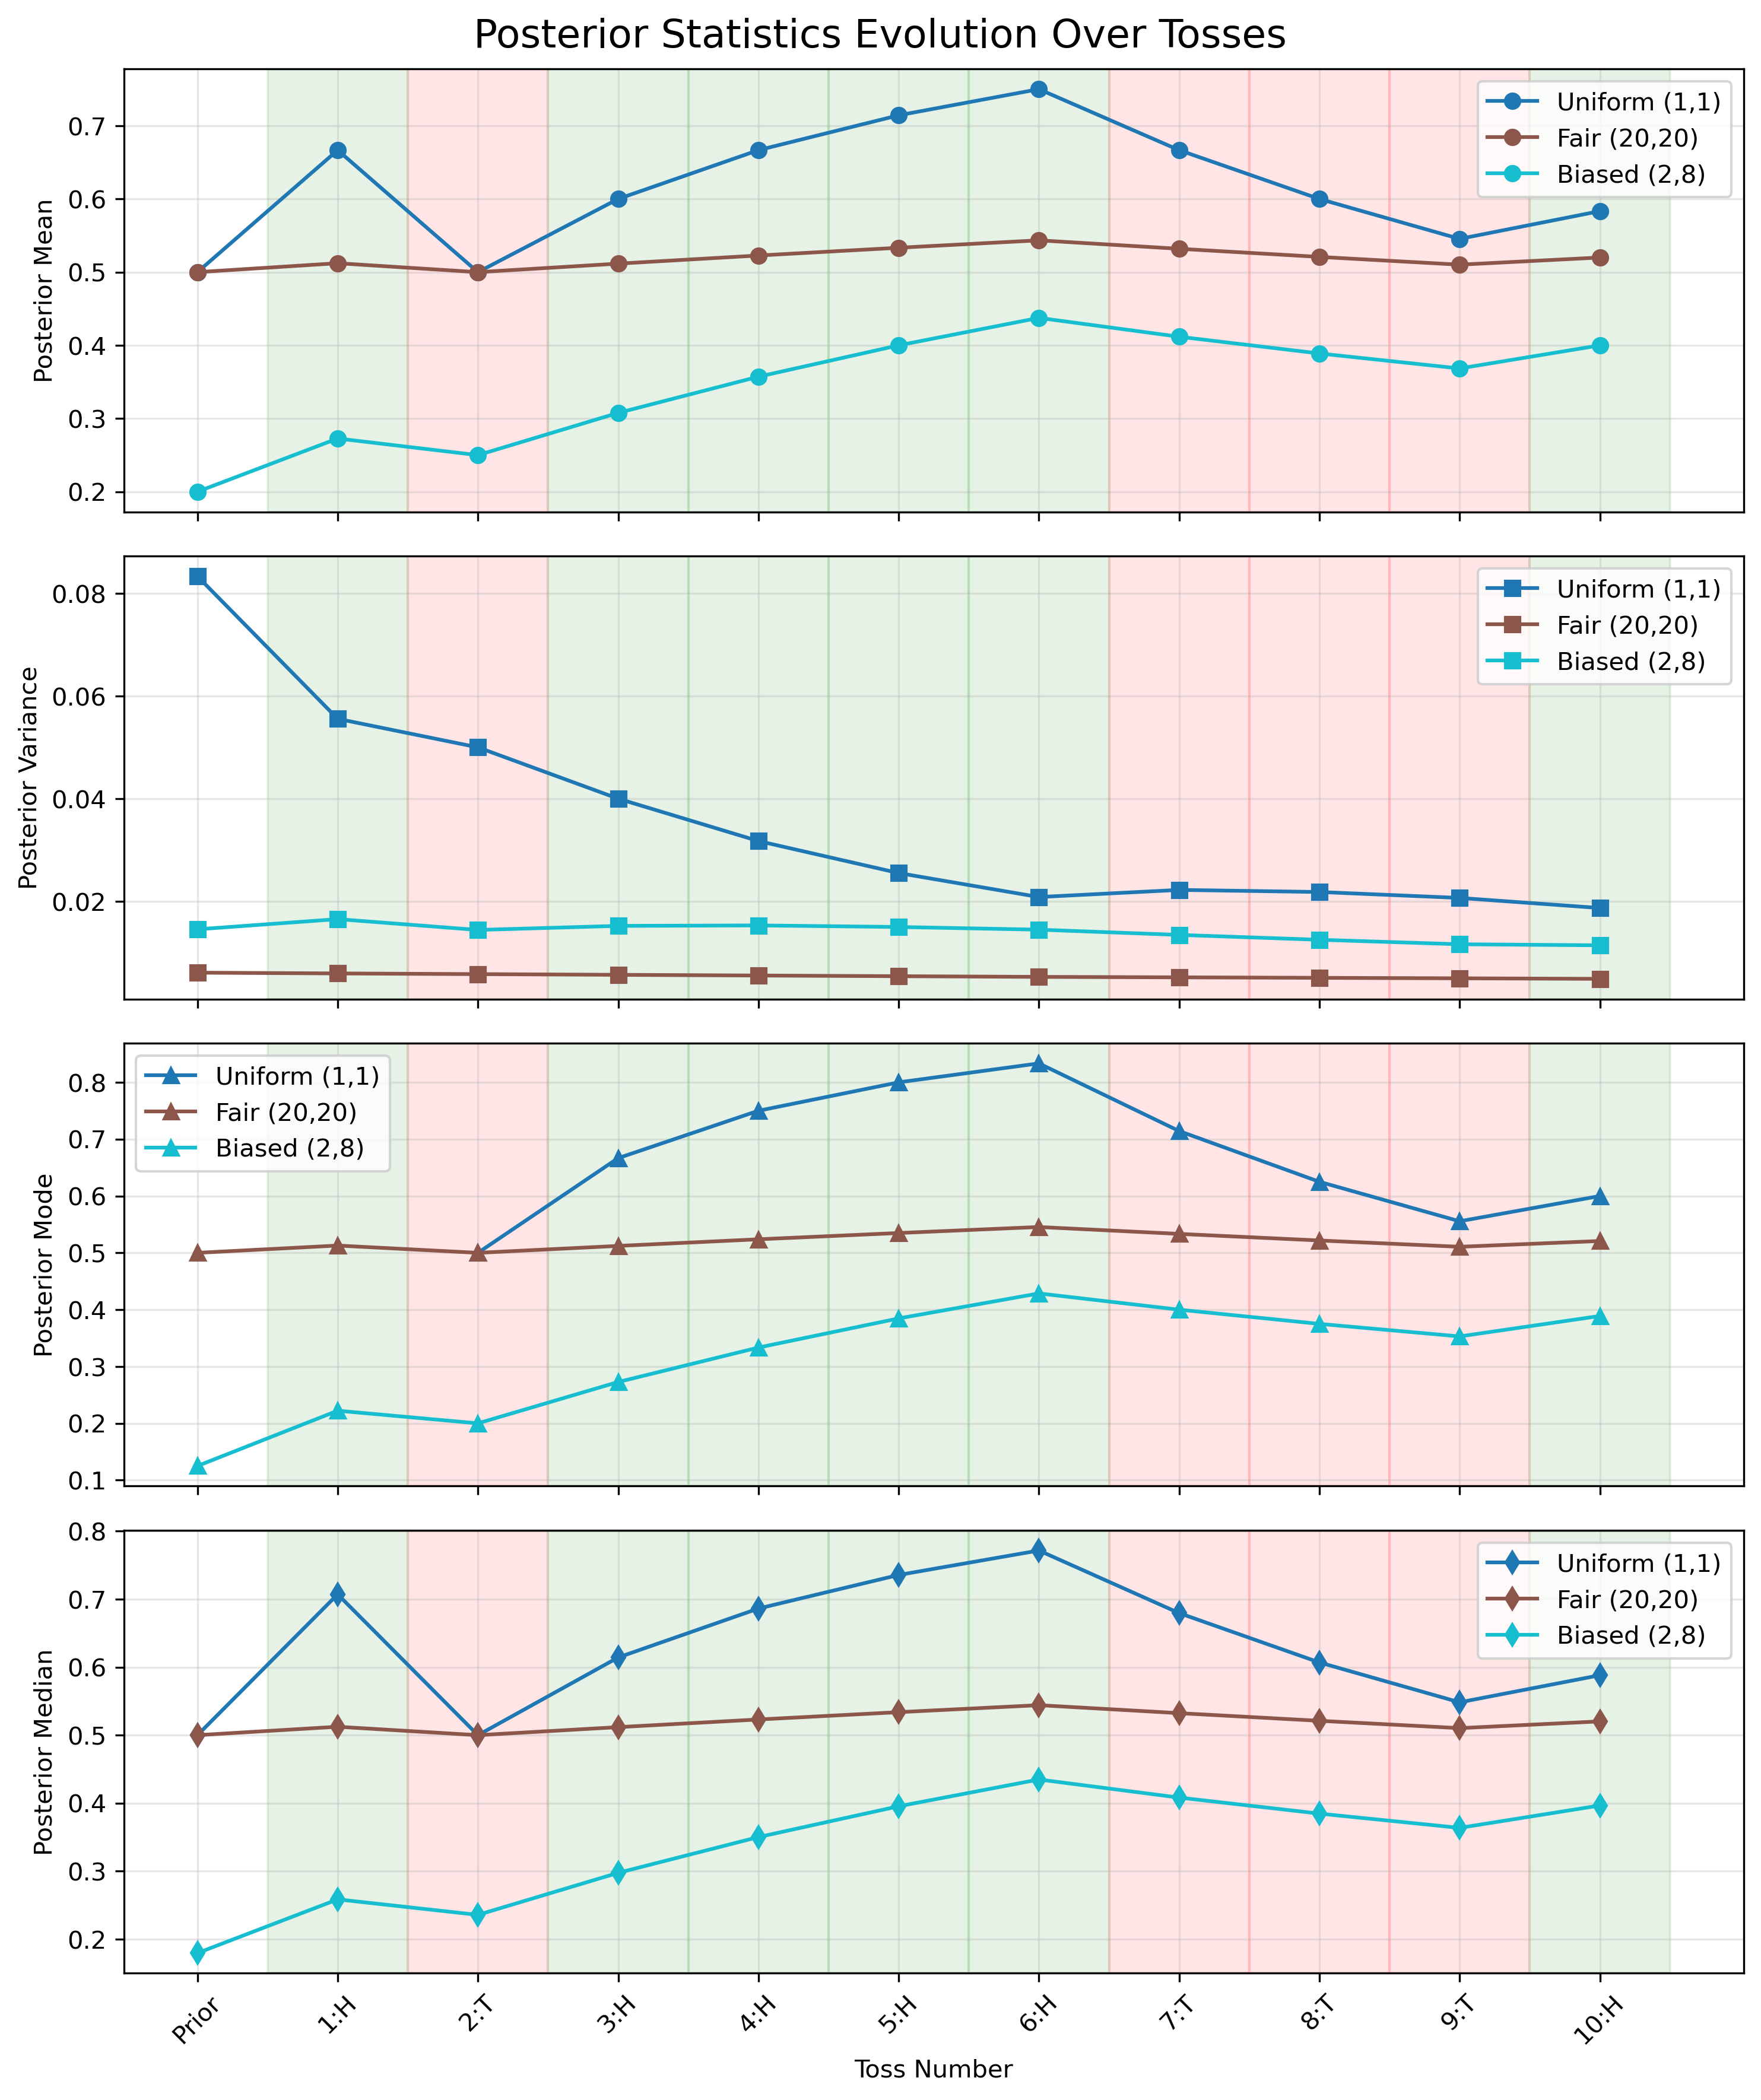 Posterior Statistics Evolution Over Tosses
Posterior Mean
0.7
0.6
0.5
0.4
0.3
0.2
Uniform (1,1)
Fair (20,20)
Biased (2,8)
Posterior Variance
0.08
0.06
0.04
0.02
Uniform (1,1)
Fair (20,20)
Biased (2,8)
Posterior Mode
0.8
0.7
0.6
0.5
0.4
0.3
0.2
0.1
Uniform (1,1)
Fair (20,20)
Biased (2,8)
Posterior Median
0.8
0.7
0.6
0.5
0.4
0.3
0.2
Uniform (1,1)
Fair (20,20)
Biased (2,8)
Prior
1:H
2:T
3:H
4:H
5:H
6:H
7:T
8:T
9:T
10:H
Toss Number